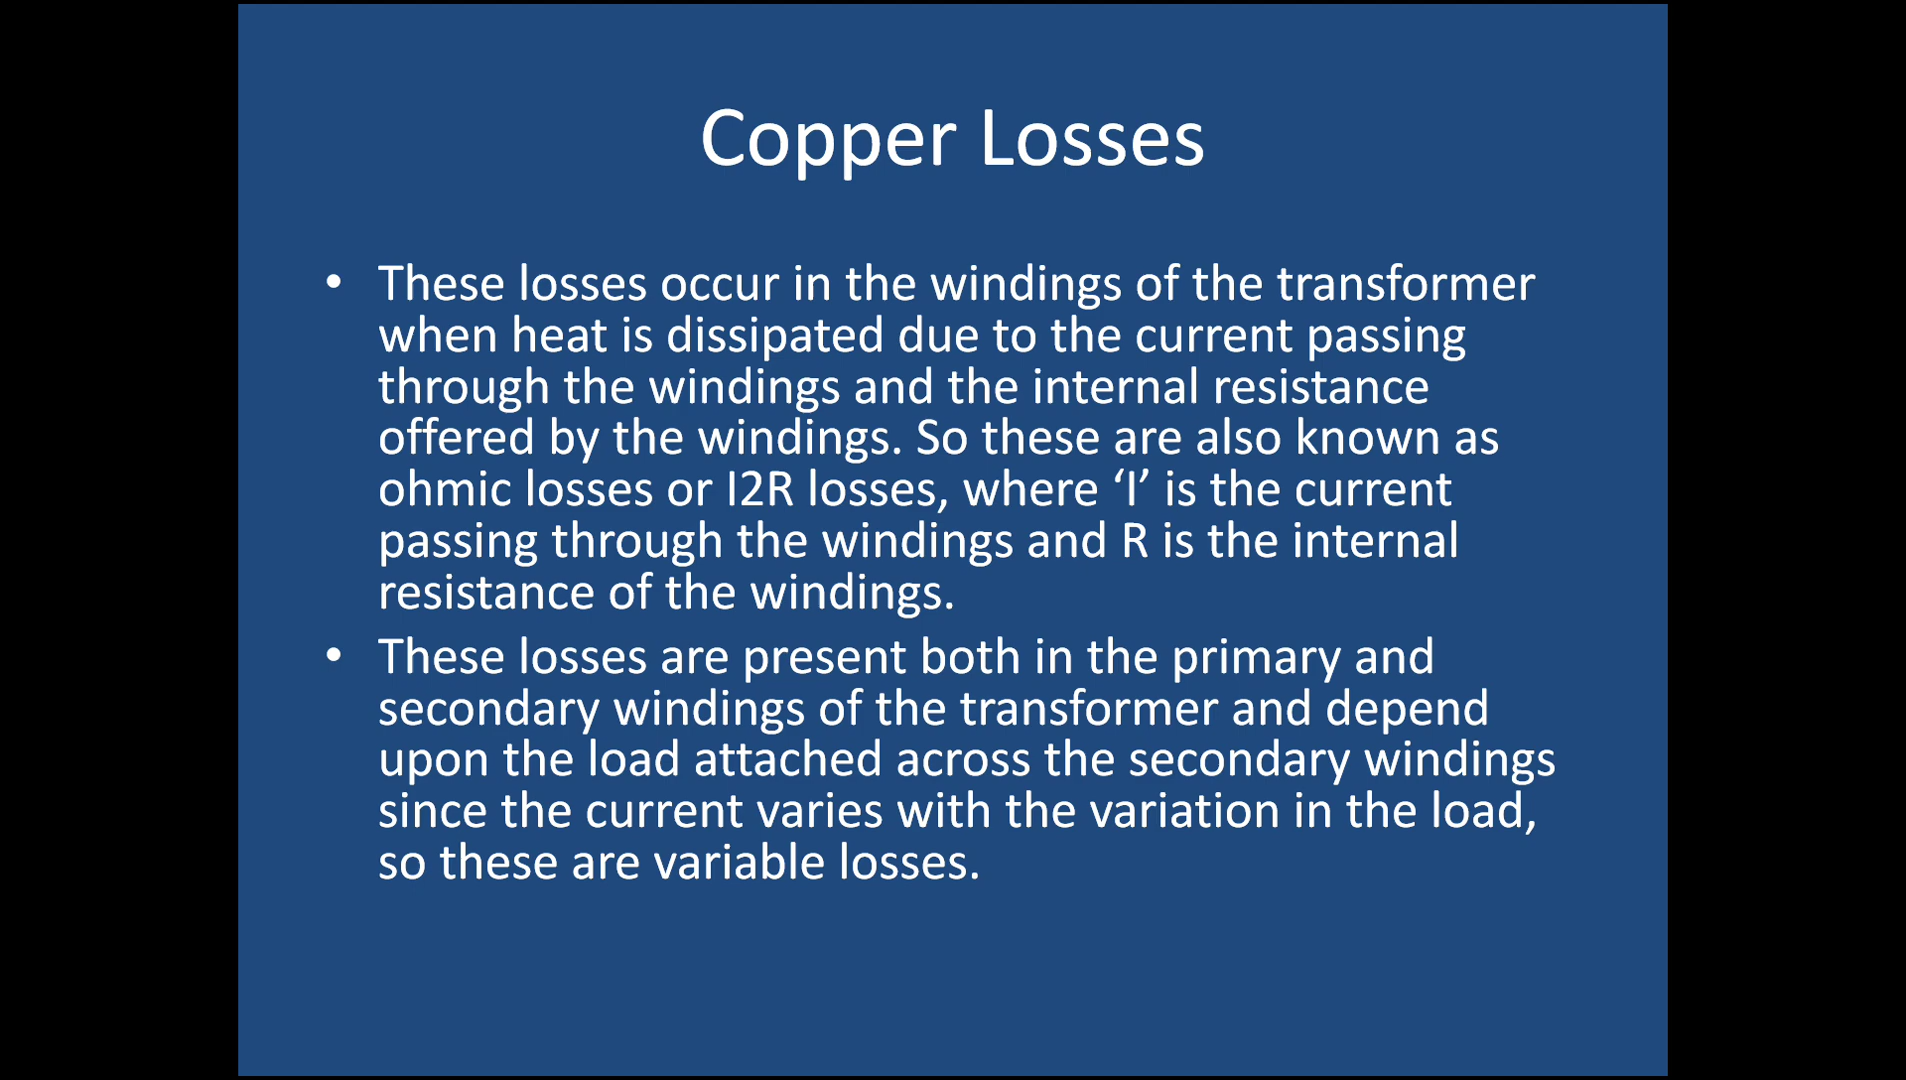 Copper Losses
• These losses occur in the windings of the transformer
when heat is dissipated due to the current passing
through the windings and the internal resistance
offered by the windings. So these are also known as
ohmic losses or I2R losses, where ‘I’ is the current
passing through the windings and R is the internal
resistance of the windings.
• These losses are present both in the primary and
secondary windings of the transformer and depend
upon the load attached across the secondary windings
since the current varies with the variation in the load,
so these are variable losses.